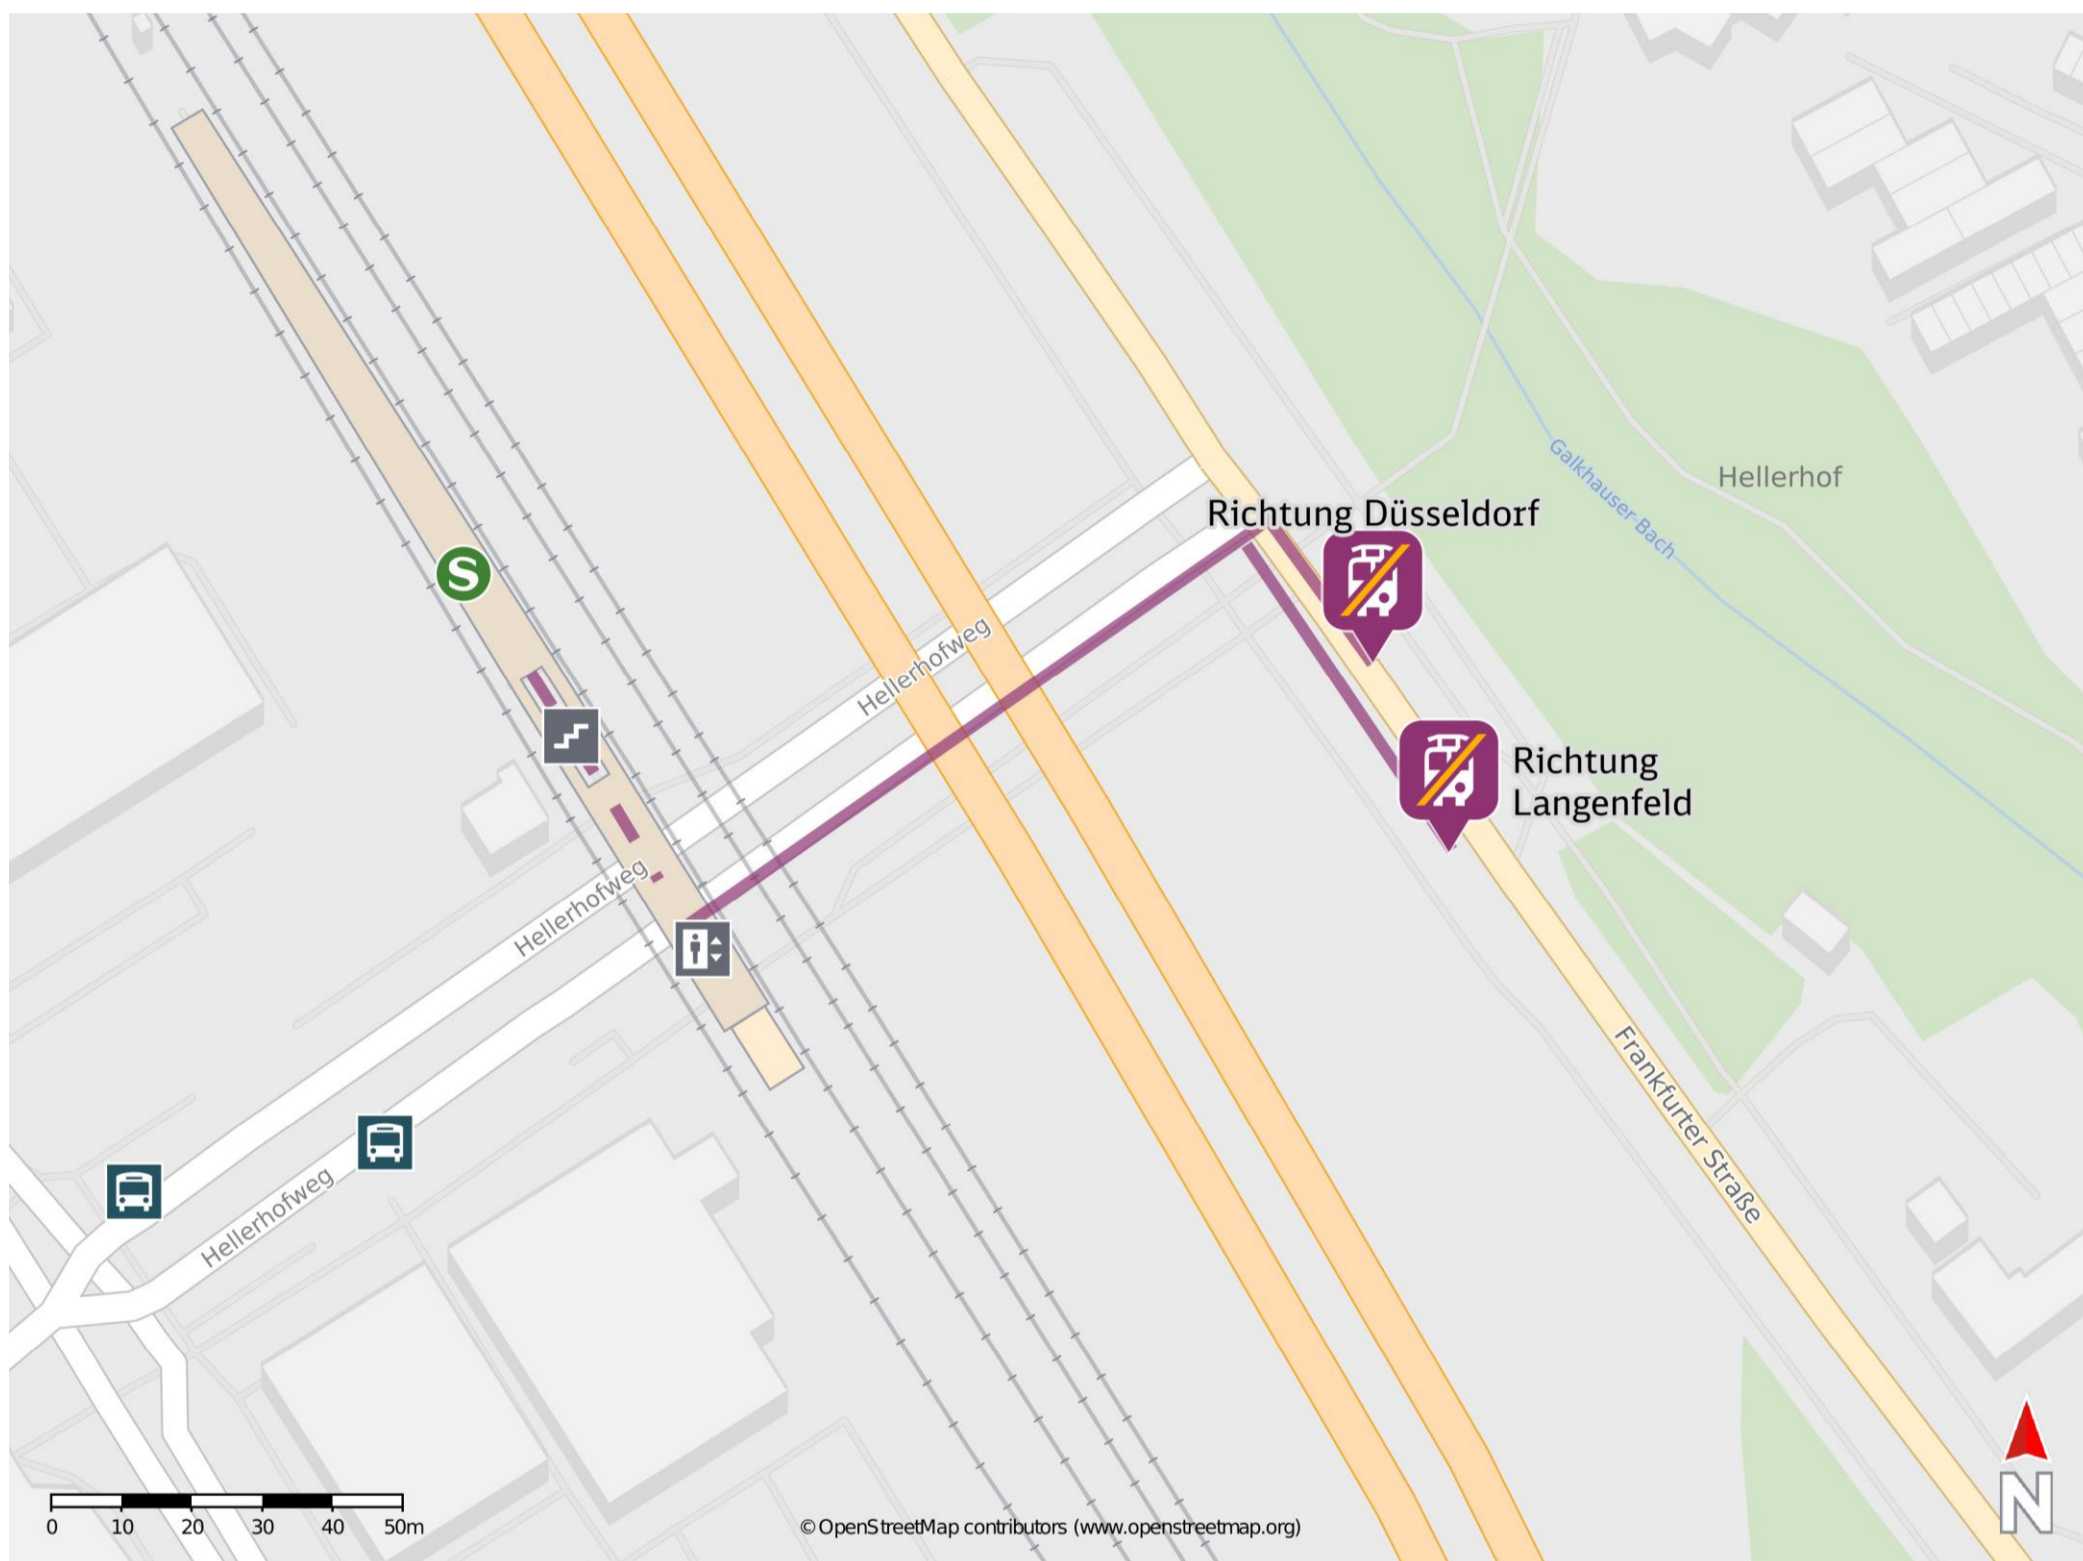 Galkhauser-Bach
Hellerhof
Richtung Düsseldorf
S
Hellerhofweg
Richtung
Langenfeld
Hellerhofweg
Hellerhofweg
Frankfurter Straße
0 10 20 30 40 50m
© OpenStreetMap contributors (www.openstreetmap.org)
N